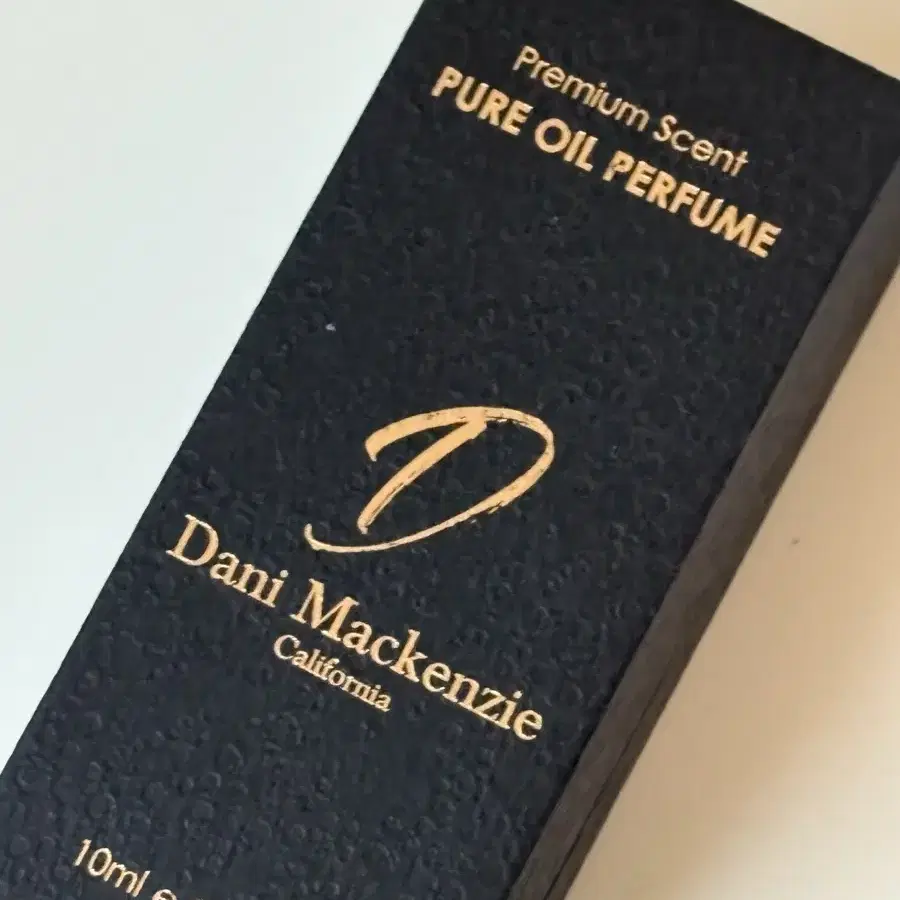 Premium Scent
PURE OIL PERFUME
D
Dani Mackenzie
California
10ml